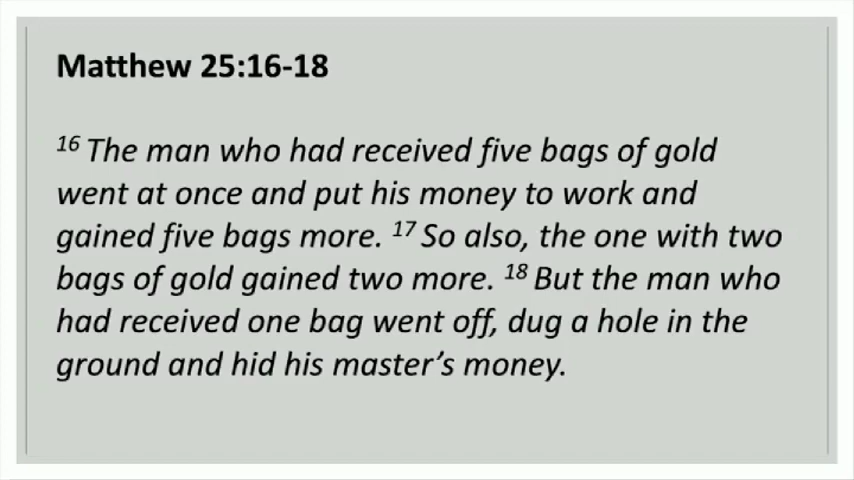 Matthew 25:16-18
16 The man who had received five bags of gold
went at once and put his money to work and
gained five bags more. 17 So also, the one with two
bags of gold gained two more. 18 But the man who
had received one bag went off, dug a hole in the
ground and hid his master’s money.